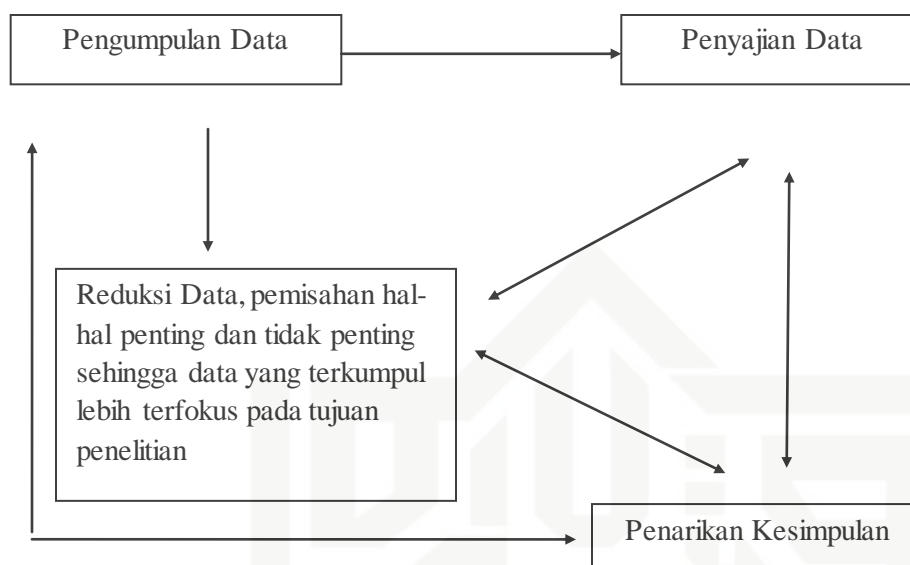 Pengumpulan Data
Penyajian Data
Reduksi Data, pemisahan hal-
hal penting dan tidak penting
sehingga data yang terkumpul
lebih terfokus pada tujuan
penelitian
Penarikan Kesimpulan